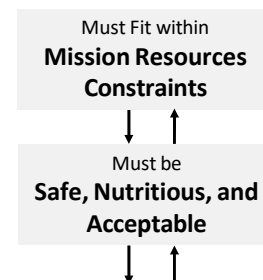 Must Fit within
Mission Resources
Constraints
Must be
Safe, Nutritious, and
Acceptable